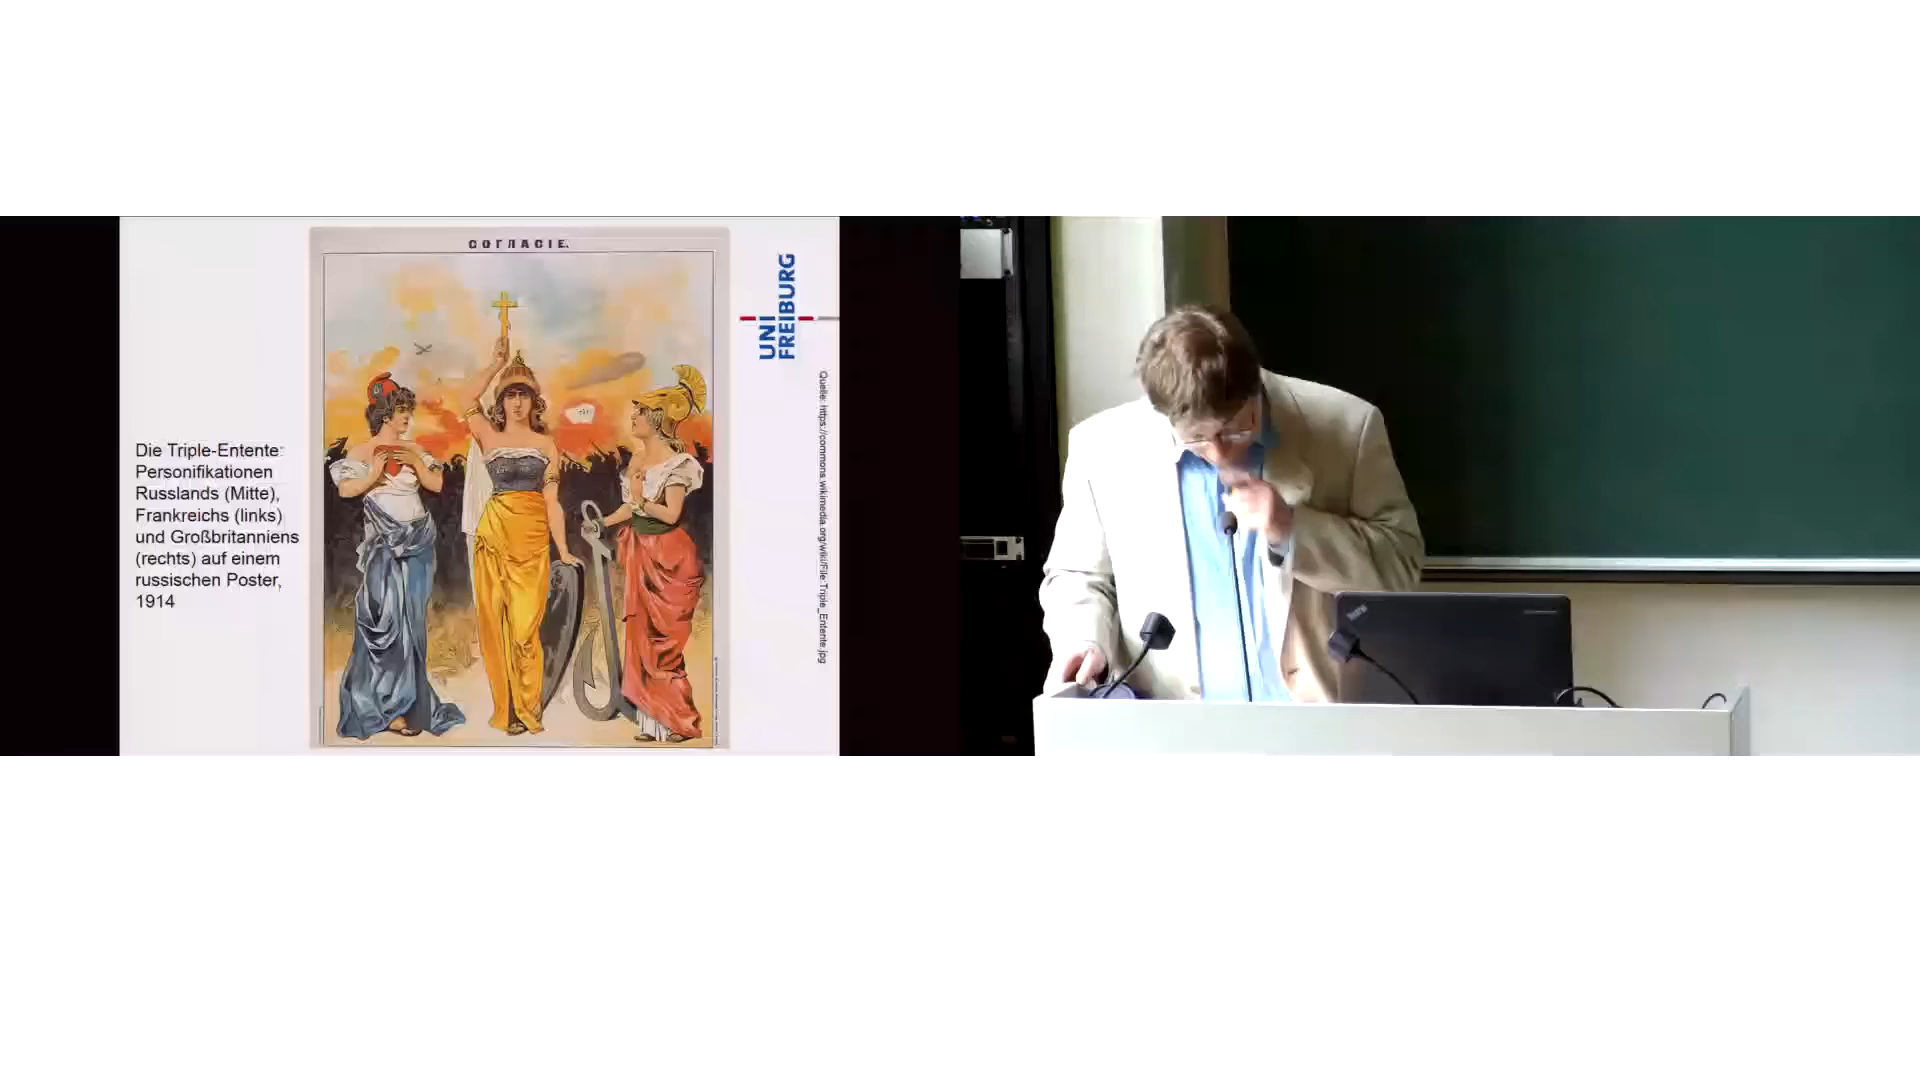 СОГЛАСІЕ.
UNI
FREIBURG
Die Triple-Entente:
Personifikationen
Russlands (Mitte),
Frankreichs (links)
und Großbritanniens
(rechts) auf einem
russischen Poster,
1914
Quelle: https://commons.wikimedia.org/wiki/File:Triple_Entente.jpg